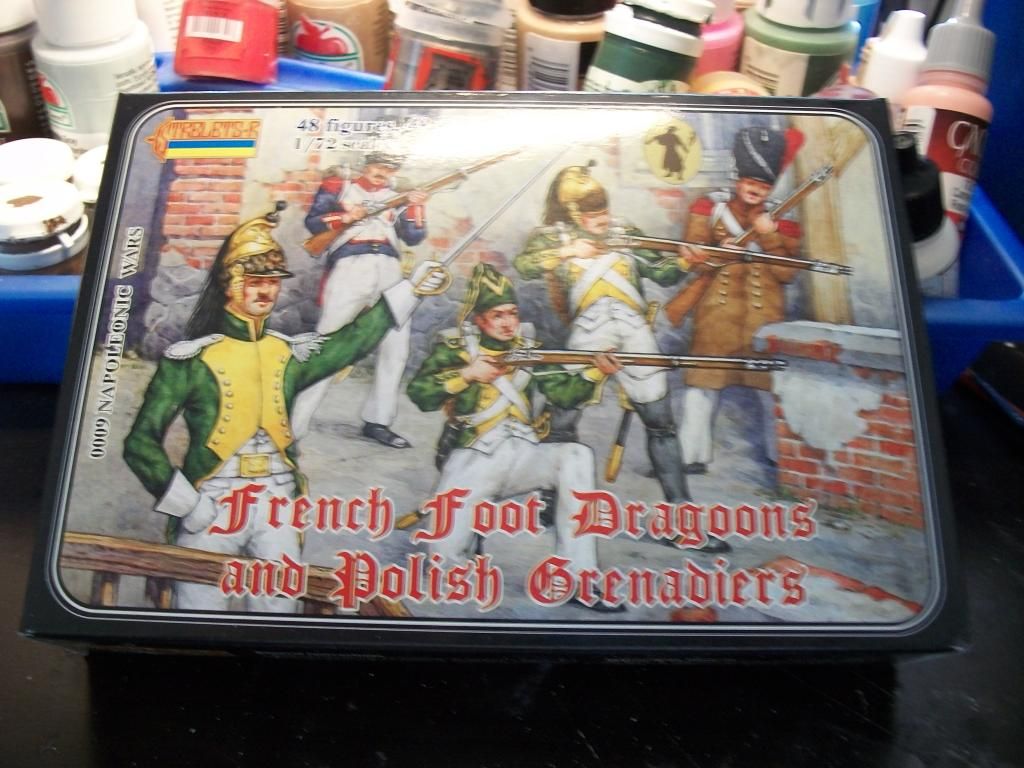 STRELETS-R
48 figures
1/72 scale
0009 NAPOLEONIC WARS
French Foot Dragoons
and Polish Grenadiers